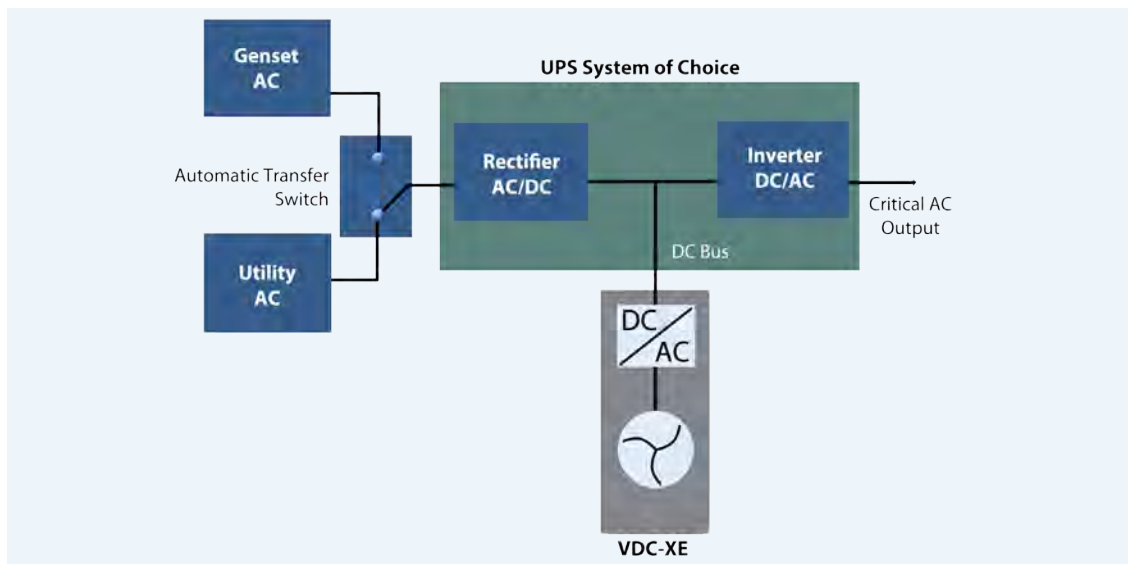 Genset
AC
UPS System of Choice
Automatic Transfer
Switch
Rectifier
AC/DC
Inverter
DC/AC
Critical AC
Output
DC Bus
Utility
AC
DC
AC
VDC-XE